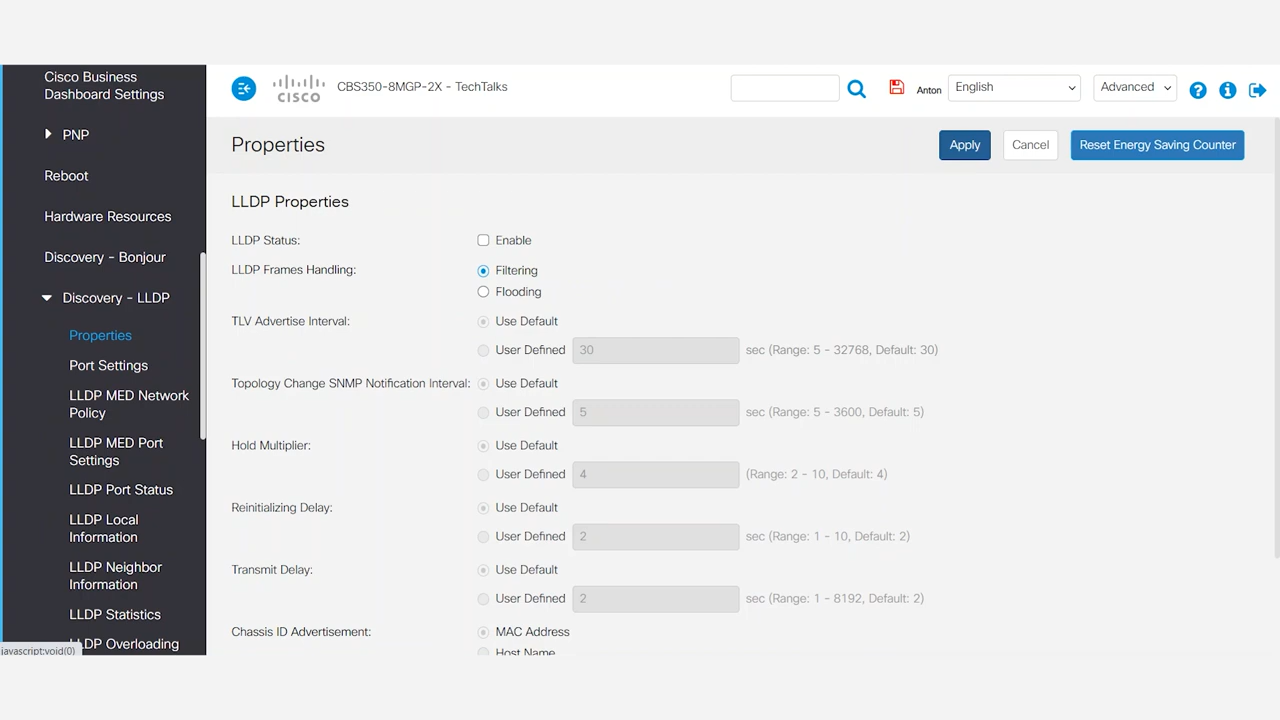 Cisco Business
Dashboard Settings
PNP
Reboot
Hardware Resources
Discovery - Bonjour
Discovery - LLDP
Properties
Port Settings
LLDP MED Network
Policy
LLDP MED Port
Settings
LLDP Port Status
LLDP Local
Information
LLDP Neighbor
Information
LLDP Statistics
LLDP Overloading
javascript:void(0)
CISCO
CBS350-8MGP-2X - TechTalks
Anton
English
Advanced
Properties
Apply
Cancel
Reset Energy Saving Counter
LLDP Properties
LLDP Status: Enable
LLDP Frames Handling: Filtering
Flooding
TLV Advertise Interval: Use Default
User Defined 30 sec (Range: 5 - 32768, Default: 30)
Topology Change SNMP Notification Interval: Use Default
User Defined 5 sec (Range: 5 - 3600, Default: 5)
Hold Multiplier: Use Default
User Defined 4 (Range: 2 - 10, Default: 4)
Reinitializing Delay: Use Default
User Defined 2 sec (Range: 1 - 10, Default: 2)
Transmit Delay: Use Default
User Defined 2 sec (Range: 1 - 8192, Default: 2)
Chassis ID Advertisement: MAC Address
Host Name